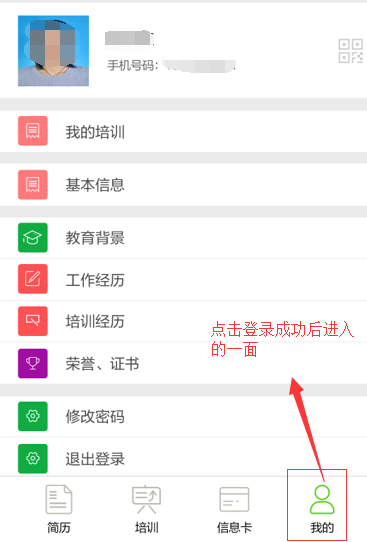 手机号码:
我的培训
基本信息
教育背景
工作经历
培训经历
点击登录成功后进入
的一面
荣誉、证书
修改密码
退出登录
简历
培训
信息卡
我的